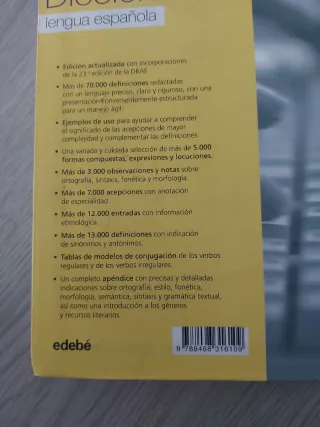 lengua española
• Edición actualizada con incorporaciones
de la 23ª edición de la DRAE.
• Más de 70.000 definiciones redactadas
con un lenguaje preciso, claro y riguroso, con una
presentación convenientemente estructurada
para un manejo ágil.
• Ejemplos de uso para ayudar a comprender
el significado de las acepciones de mayor
complejidad y complementar las definiciones.
• Una variada y cuidada selección de más de 5.000
formas compuestas, expresiones y locuciones.
• Más de 3.000 observaciones y notas sobre
ortografía, sintaxis, fonética y morfología.
• Más de 7.000 acepciones con anotación
de especialidad.
• Más de 12.000 entradas con información
etimológica.
• Más de 13.000 definiciones con indicación
de sinónimos y antónimos.
• Tablas de modelos de conjugación de los verbos
regulares y de los verbos irregulares.
• Un completo apéndice con precisas y detalladas
indicaciones sobre ortografía, estilo, fonética,
morfología, semántica, sintaxis y gramática textual,
así como una introducción a los géneros
y recursos literarios.
edebé
9 788468 316109